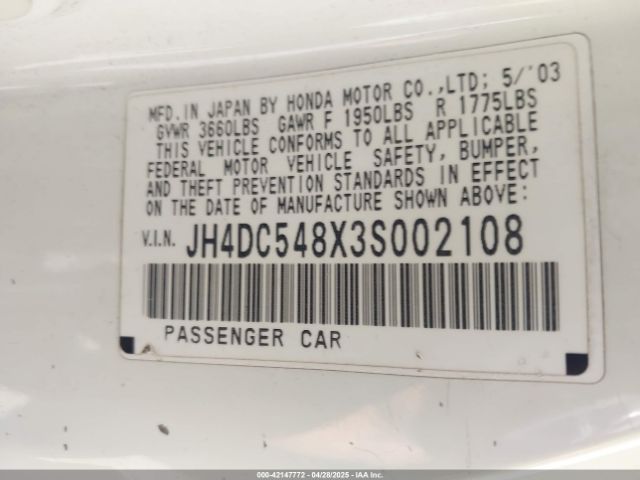 MFD. IN JAPAN BY HONDA MOTOR CO.,LTD; 5/'03
GVWR 3660LBS GAWR F 1950LBS R 1775LBS
THIS VEHICLE CONFORMS TO ALL APPLICABLE
FEDERAL MOTOR VEHICLE SAFETY, BUMPER,
AND THEFT PREVENTION STANDARDS IN EFFECT
ON THE DATE OF MANUFACTURE SHOWN ABOVE:
V.I.N. JH4DC548X3S002108
PASSENGER CAR
000-42147772 - 04/28/2025 - IAAI.COM